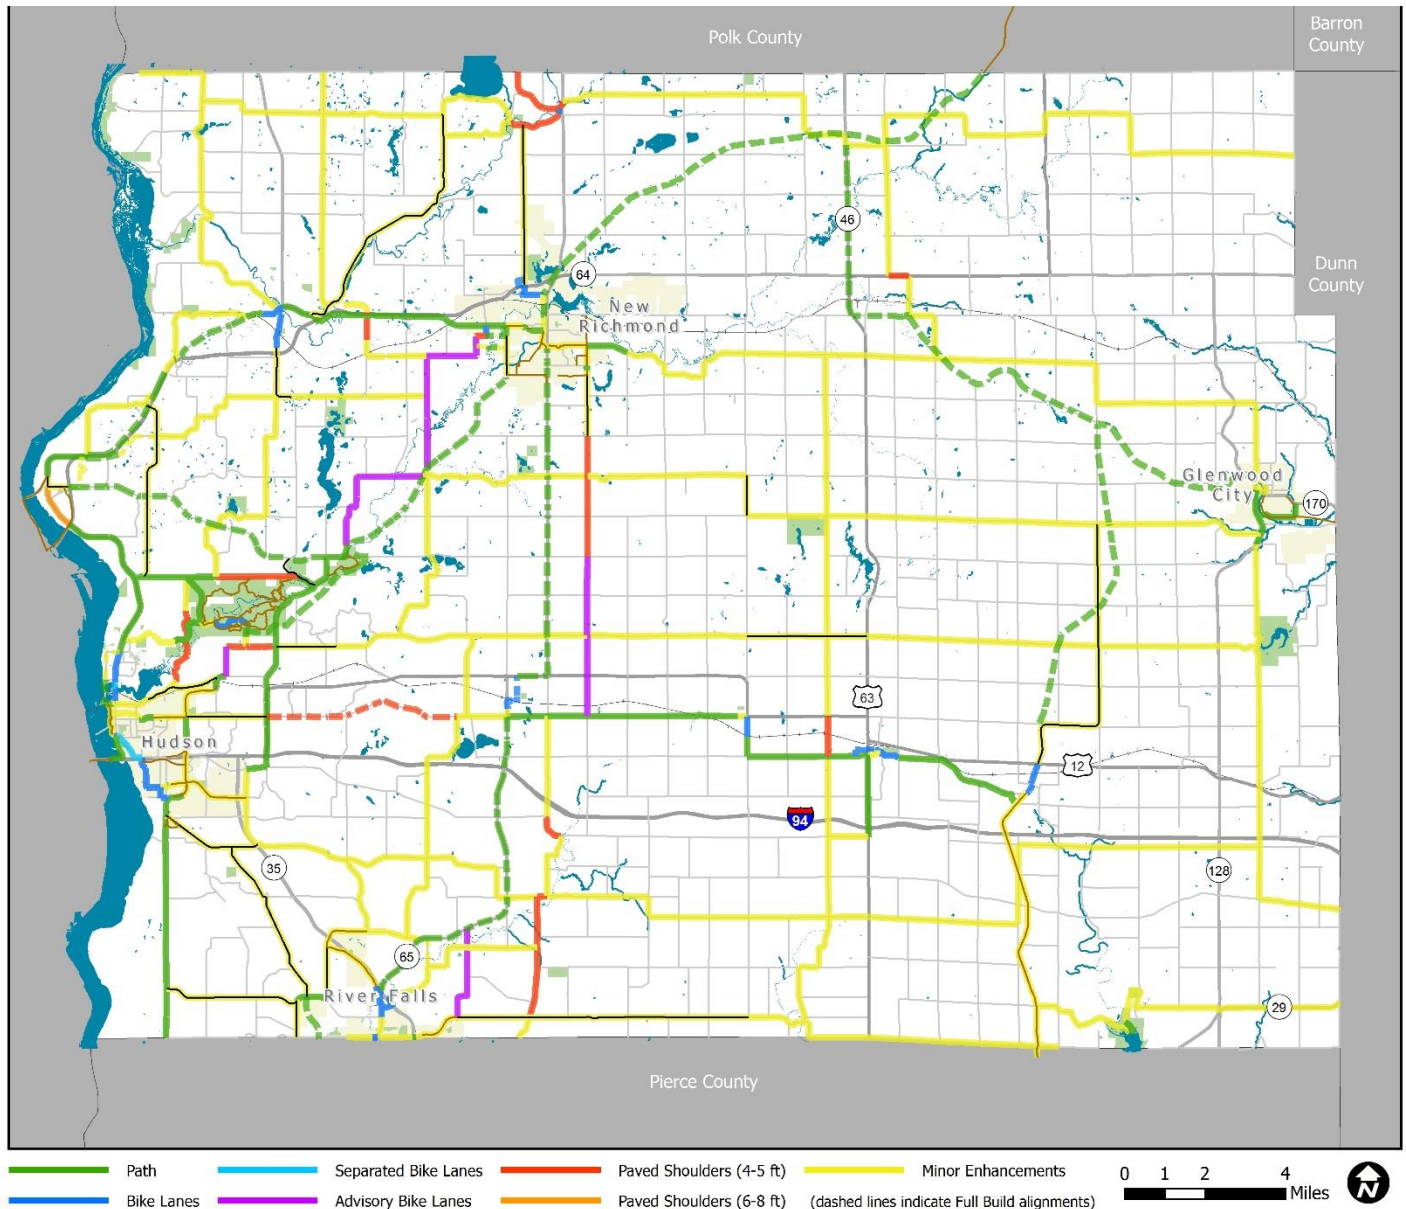 Polk County
Barron
County
46
Dunn
County
64
New
Richmond
Glenwood
City
170
63
Hudson
12
94
35
128
65
River Falls
29
Pierce County
Path
Separated Bike Lanes
Paved Shoulders (4-5 ft)
Minor Enhancements
0 1 2 4
Miles
N
Bike Lanes
Advisory Bike Lanes
Paved Shoulders (6-8 ft)
(dashed lines indicate Full Build alignments)